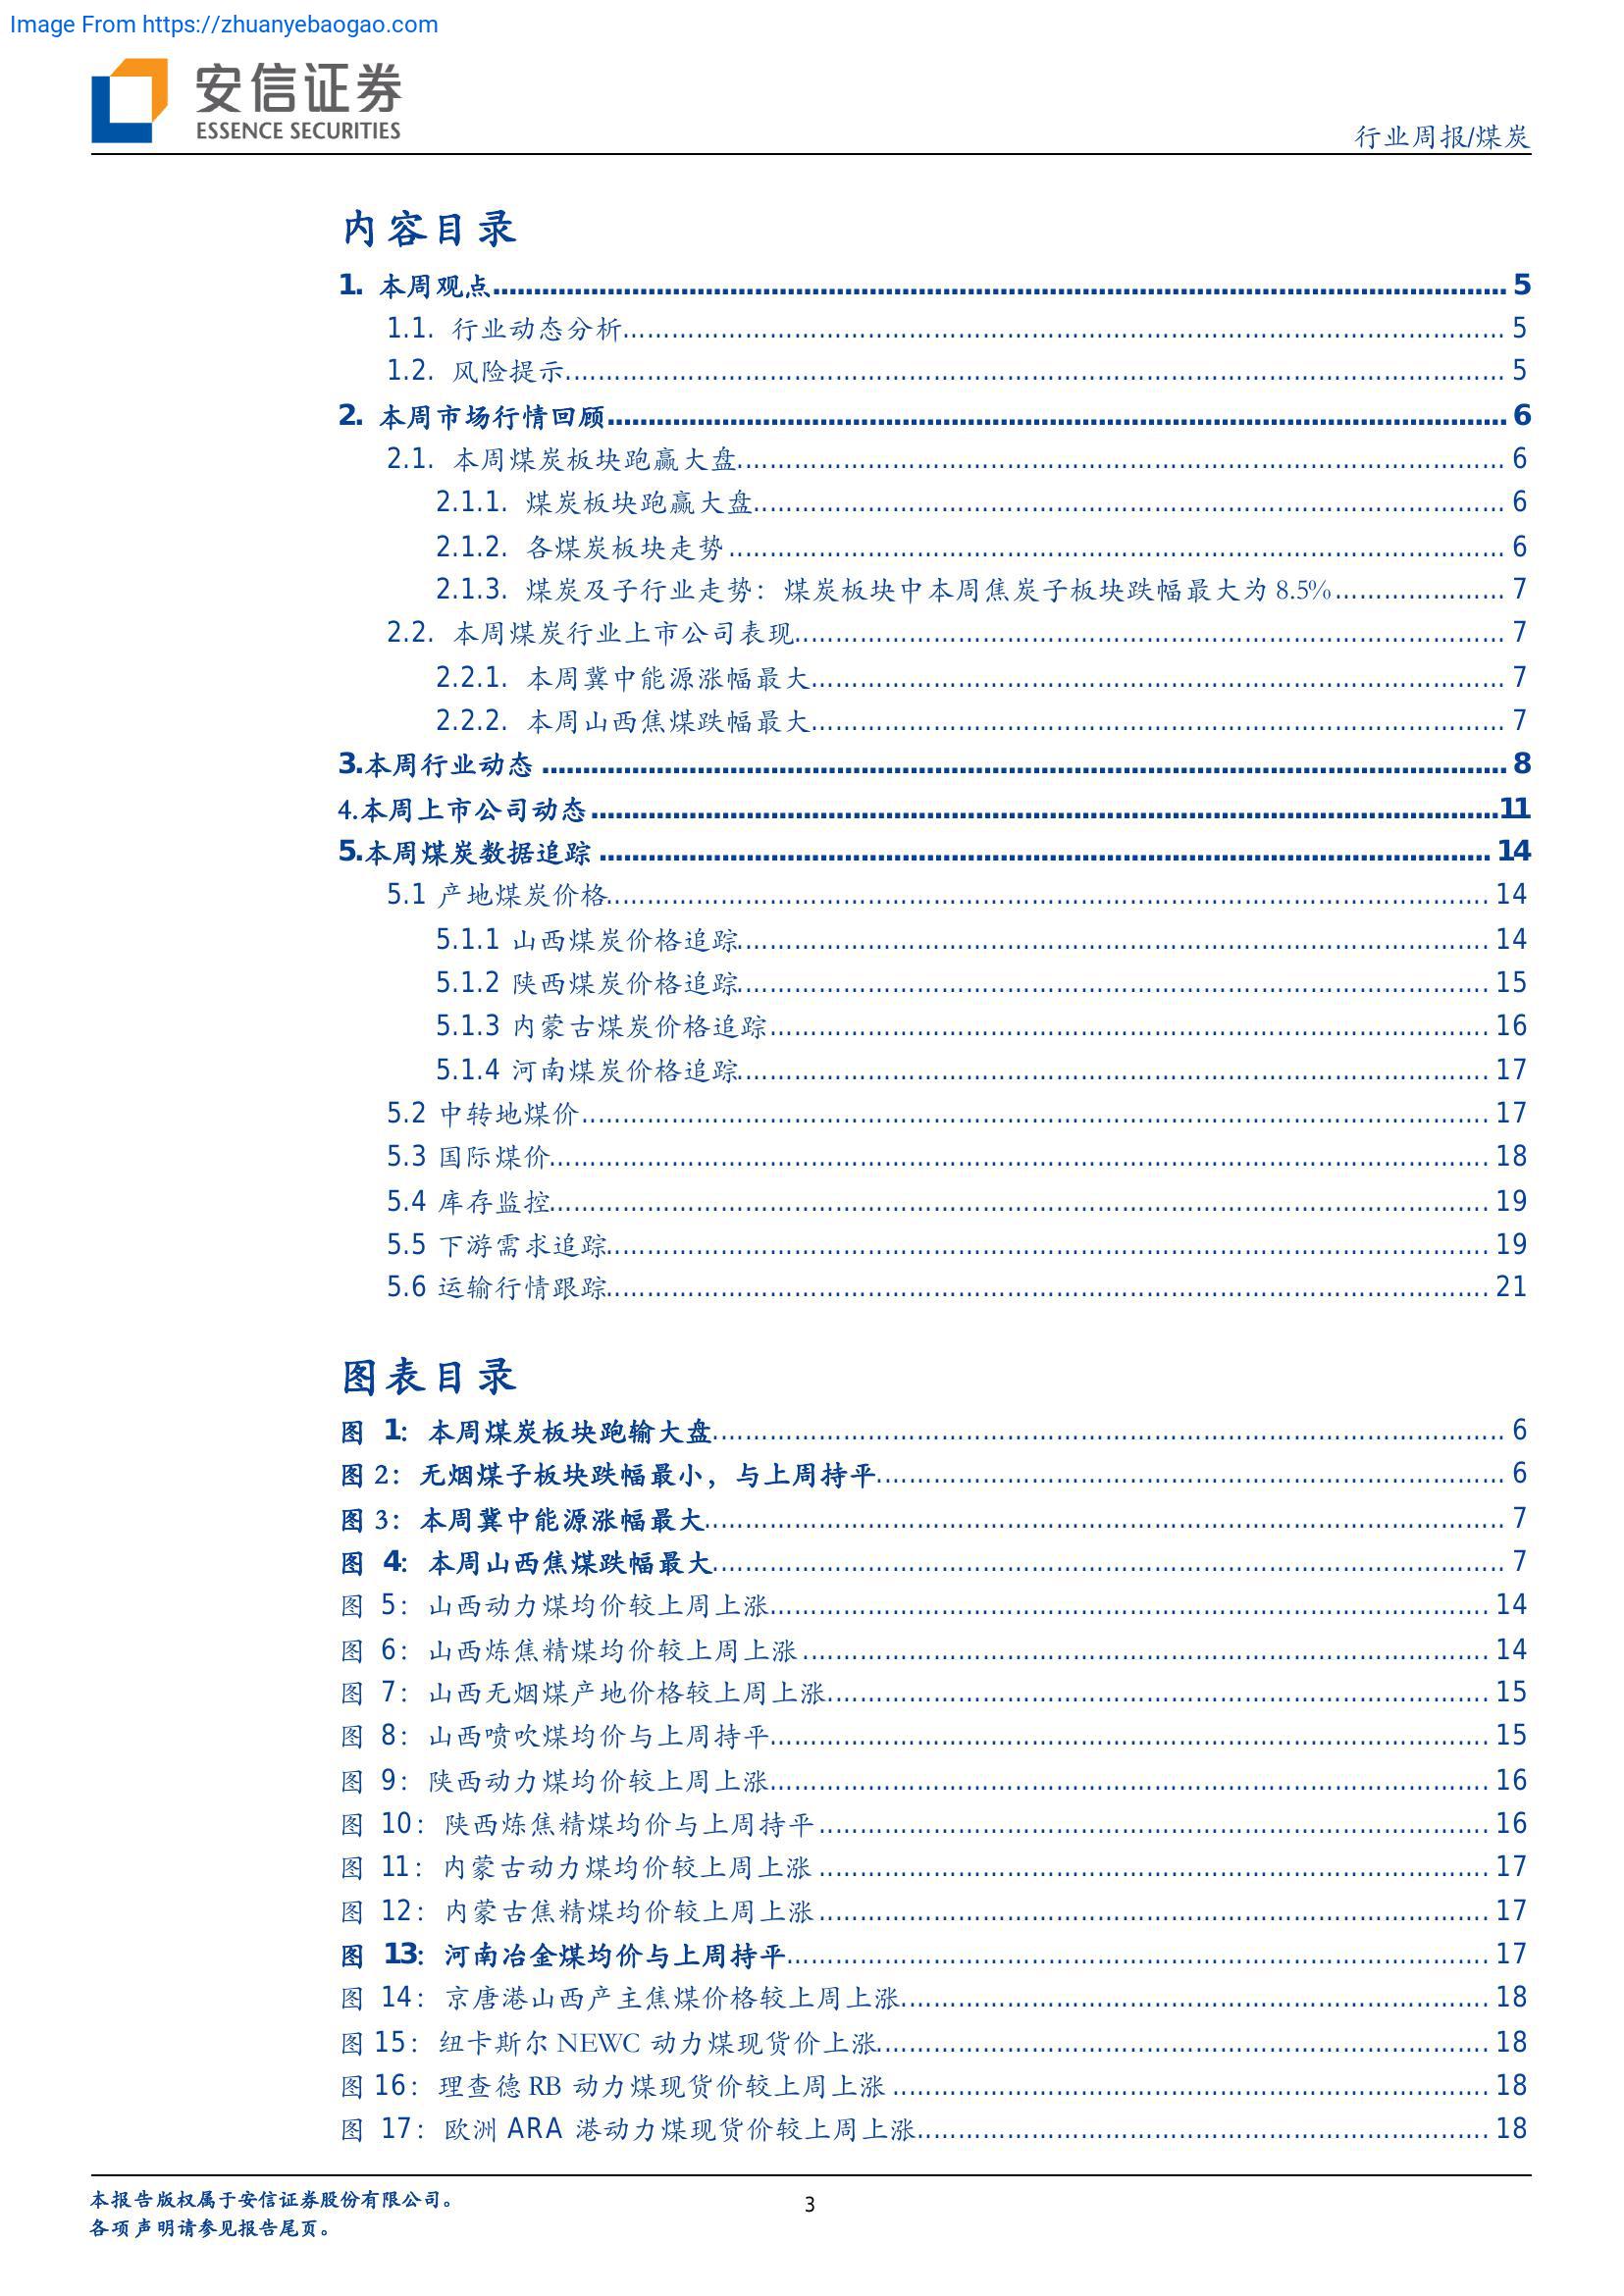 Image From https://zhuanyebaogao.com
安信证券
ESSENCE SECURITIES
行业周报/煤炭
内容目录
1. 本周观点 5
1.1. 行业动态分析 5
1.2. 风险提示 5
2. 本周市场行情回顾 6
2.1. 本周煤炭板块跑赢大盘 6
2.1.1. 煤炭板块跑赢大盘 6
2.1.2. 各煤炭板块走势 6
2.1.3. 煤炭及子行业走势：煤炭板块中本周焦炭子板块跌幅最大为 8.5% 7
2.2. 本周煤炭行业上市公司表现 7
2.2.1. 本周冀中能源涨幅最大 7
2.2.2. 本周山西焦煤跌幅最大 7
3.本周行业动态 8
4.本周上市公司动态 11
5.本周煤炭数据追踪 14
5.1 产地煤炭价格 14
5.1.1 山西煤炭价格追踪 14
5.1.2 陕西煤炭价格追踪 15
5.1.3 内蒙古煤炭价格追踪 16
5.1.4 河南煤炭价格追踪 17
5.2 中转地煤价 17
5.3 国际煤价 18
5.4 库存监控 19
5.5 下游需求追踪 19
5.6 运输行情跟踪 21
图表目录
图 1：本周煤炭板块跑输大盘 6
图 2：无烟煤子板块跌幅最小，与上周持平 6
图 3：本周冀中能源涨幅最大 7
图 4：本周山西焦煤跌幅最大 7
图 5：山西动力煤均价较上周上涨 14
图 6：山西炼焦精煤均价较上周上涨 14
图 7：山西无烟煤产地价格较上周上涨 15
图 8：山西喷吹煤均价与上周持平 15
图 9：陕西动力煤均价较上周上涨 16
图 10：陕西炼焦精煤均价与上周持平 16
图 11：内蒙古动力煤均价较上周上涨 17
图 12：内蒙古焦精煤均价较上周上涨 17
图 13：河南冶金煤均价与上周持平 17
图 14：京唐港山西产主焦煤价格较上周上涨 18
图 15：纽卡斯尔 NEWC 动力煤现货价上涨 18
图 16：理查德 RB 动力煤现货价较上周上涨 18
图 17：欧洲 ARA 港动力煤现货价较上周上涨 18
本报告版权属于安信证券股份有限公司。
各项声明请参见报告尾页。
3